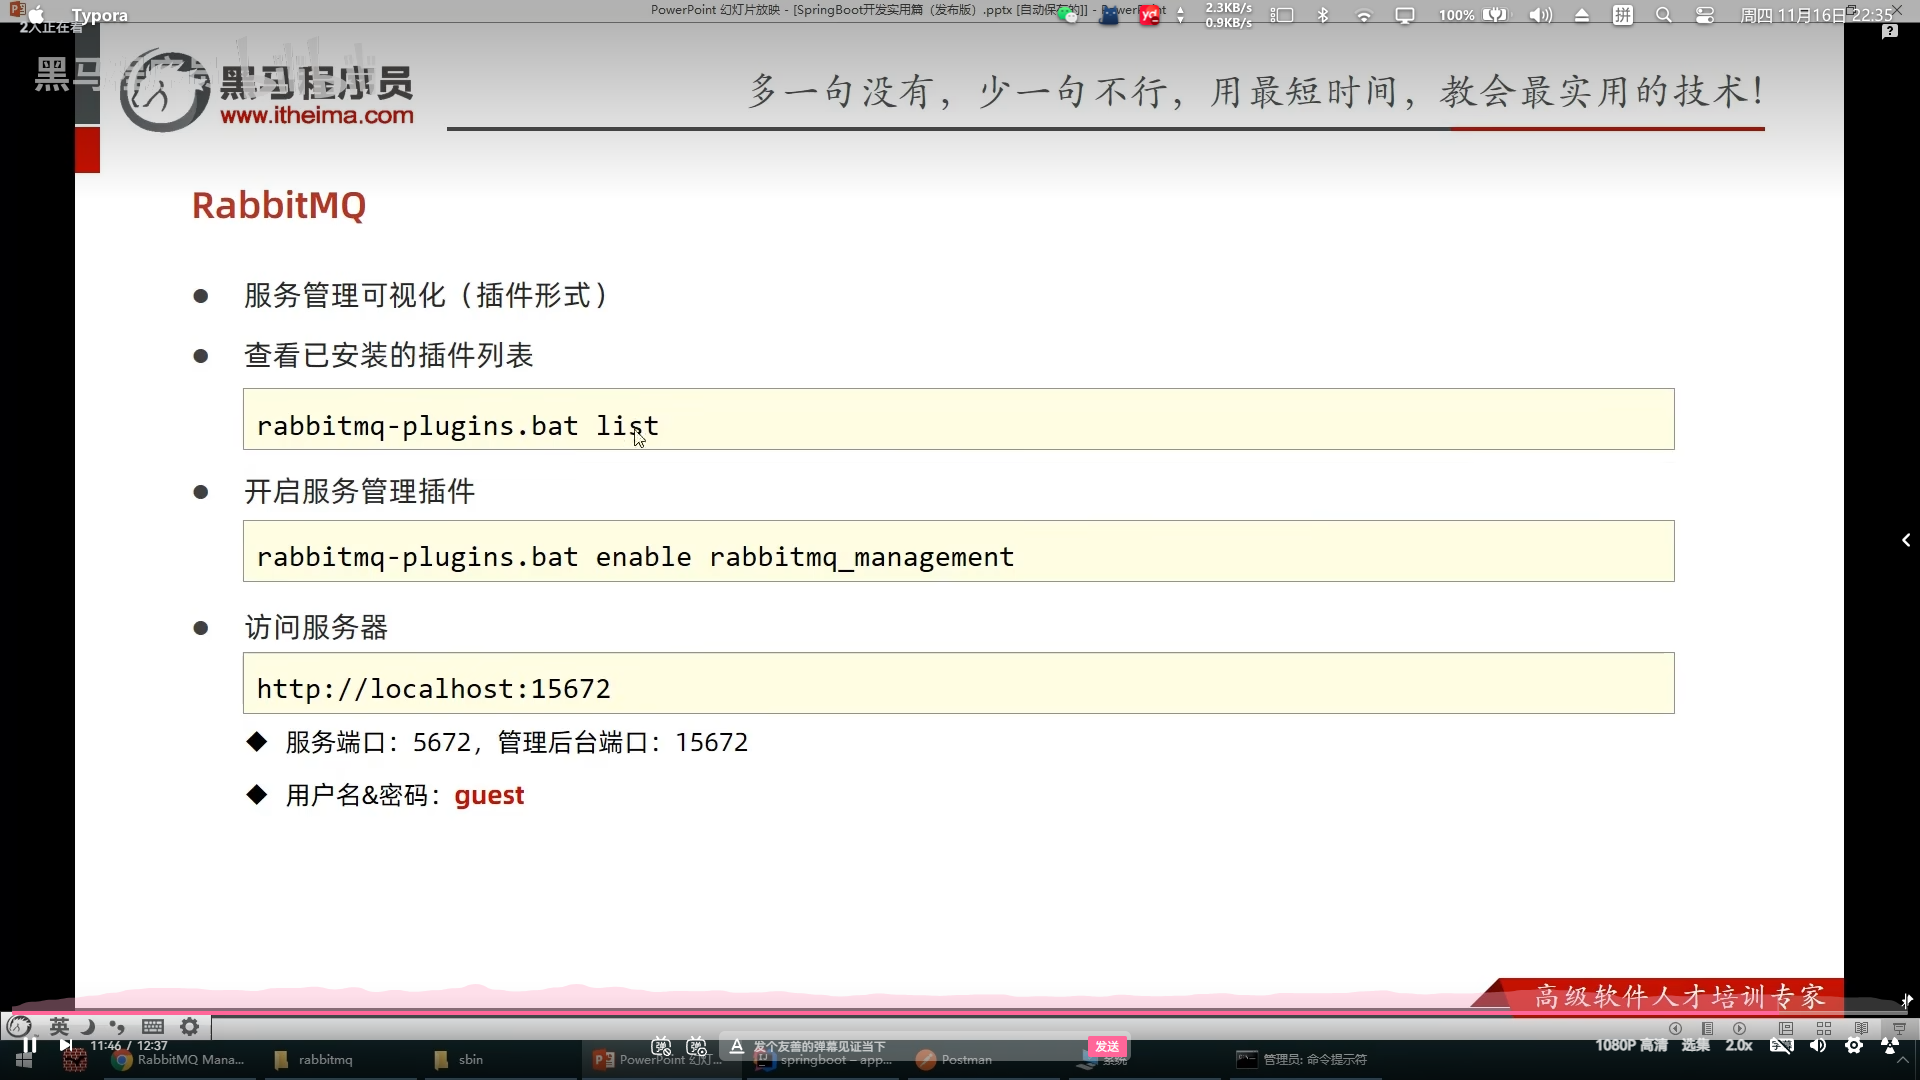 PowerPoint 幻灯片放映 - [SpringBoot开发实用篇（发布版）.pptx [自动保存的]] - PowerPoint
Typora
2.3KB/s
0.9KB/s
100%
拼
周四 11月16日 22:35
2人正在看
黑马程序员
www.itheima.com
多一句没有，少一句不行，用最短时间，教会最实用的技术！
RabbitMQ
服务管理可视化（插件形式）
查看已安装的插件列表
rabbitmq-plugins.bat list
开启服务管理插件
rabbitmq-plugins.bat enable rabbitmq_management
访问服务器
http://localhost:15672
服务端口：5672，管理后台端口：15672
用户名&密码：guest
高级软件人才培训专家
英
11:46 / 12:37
发个友善的弹幕见证当下
发送
1080P 高清
选集
2.0x
RabbitMQ Mana...
rabbitmq
sbin
PowerPoint 幻灯...
springboot – app...
Postman
系统
管理员: 命令提示符